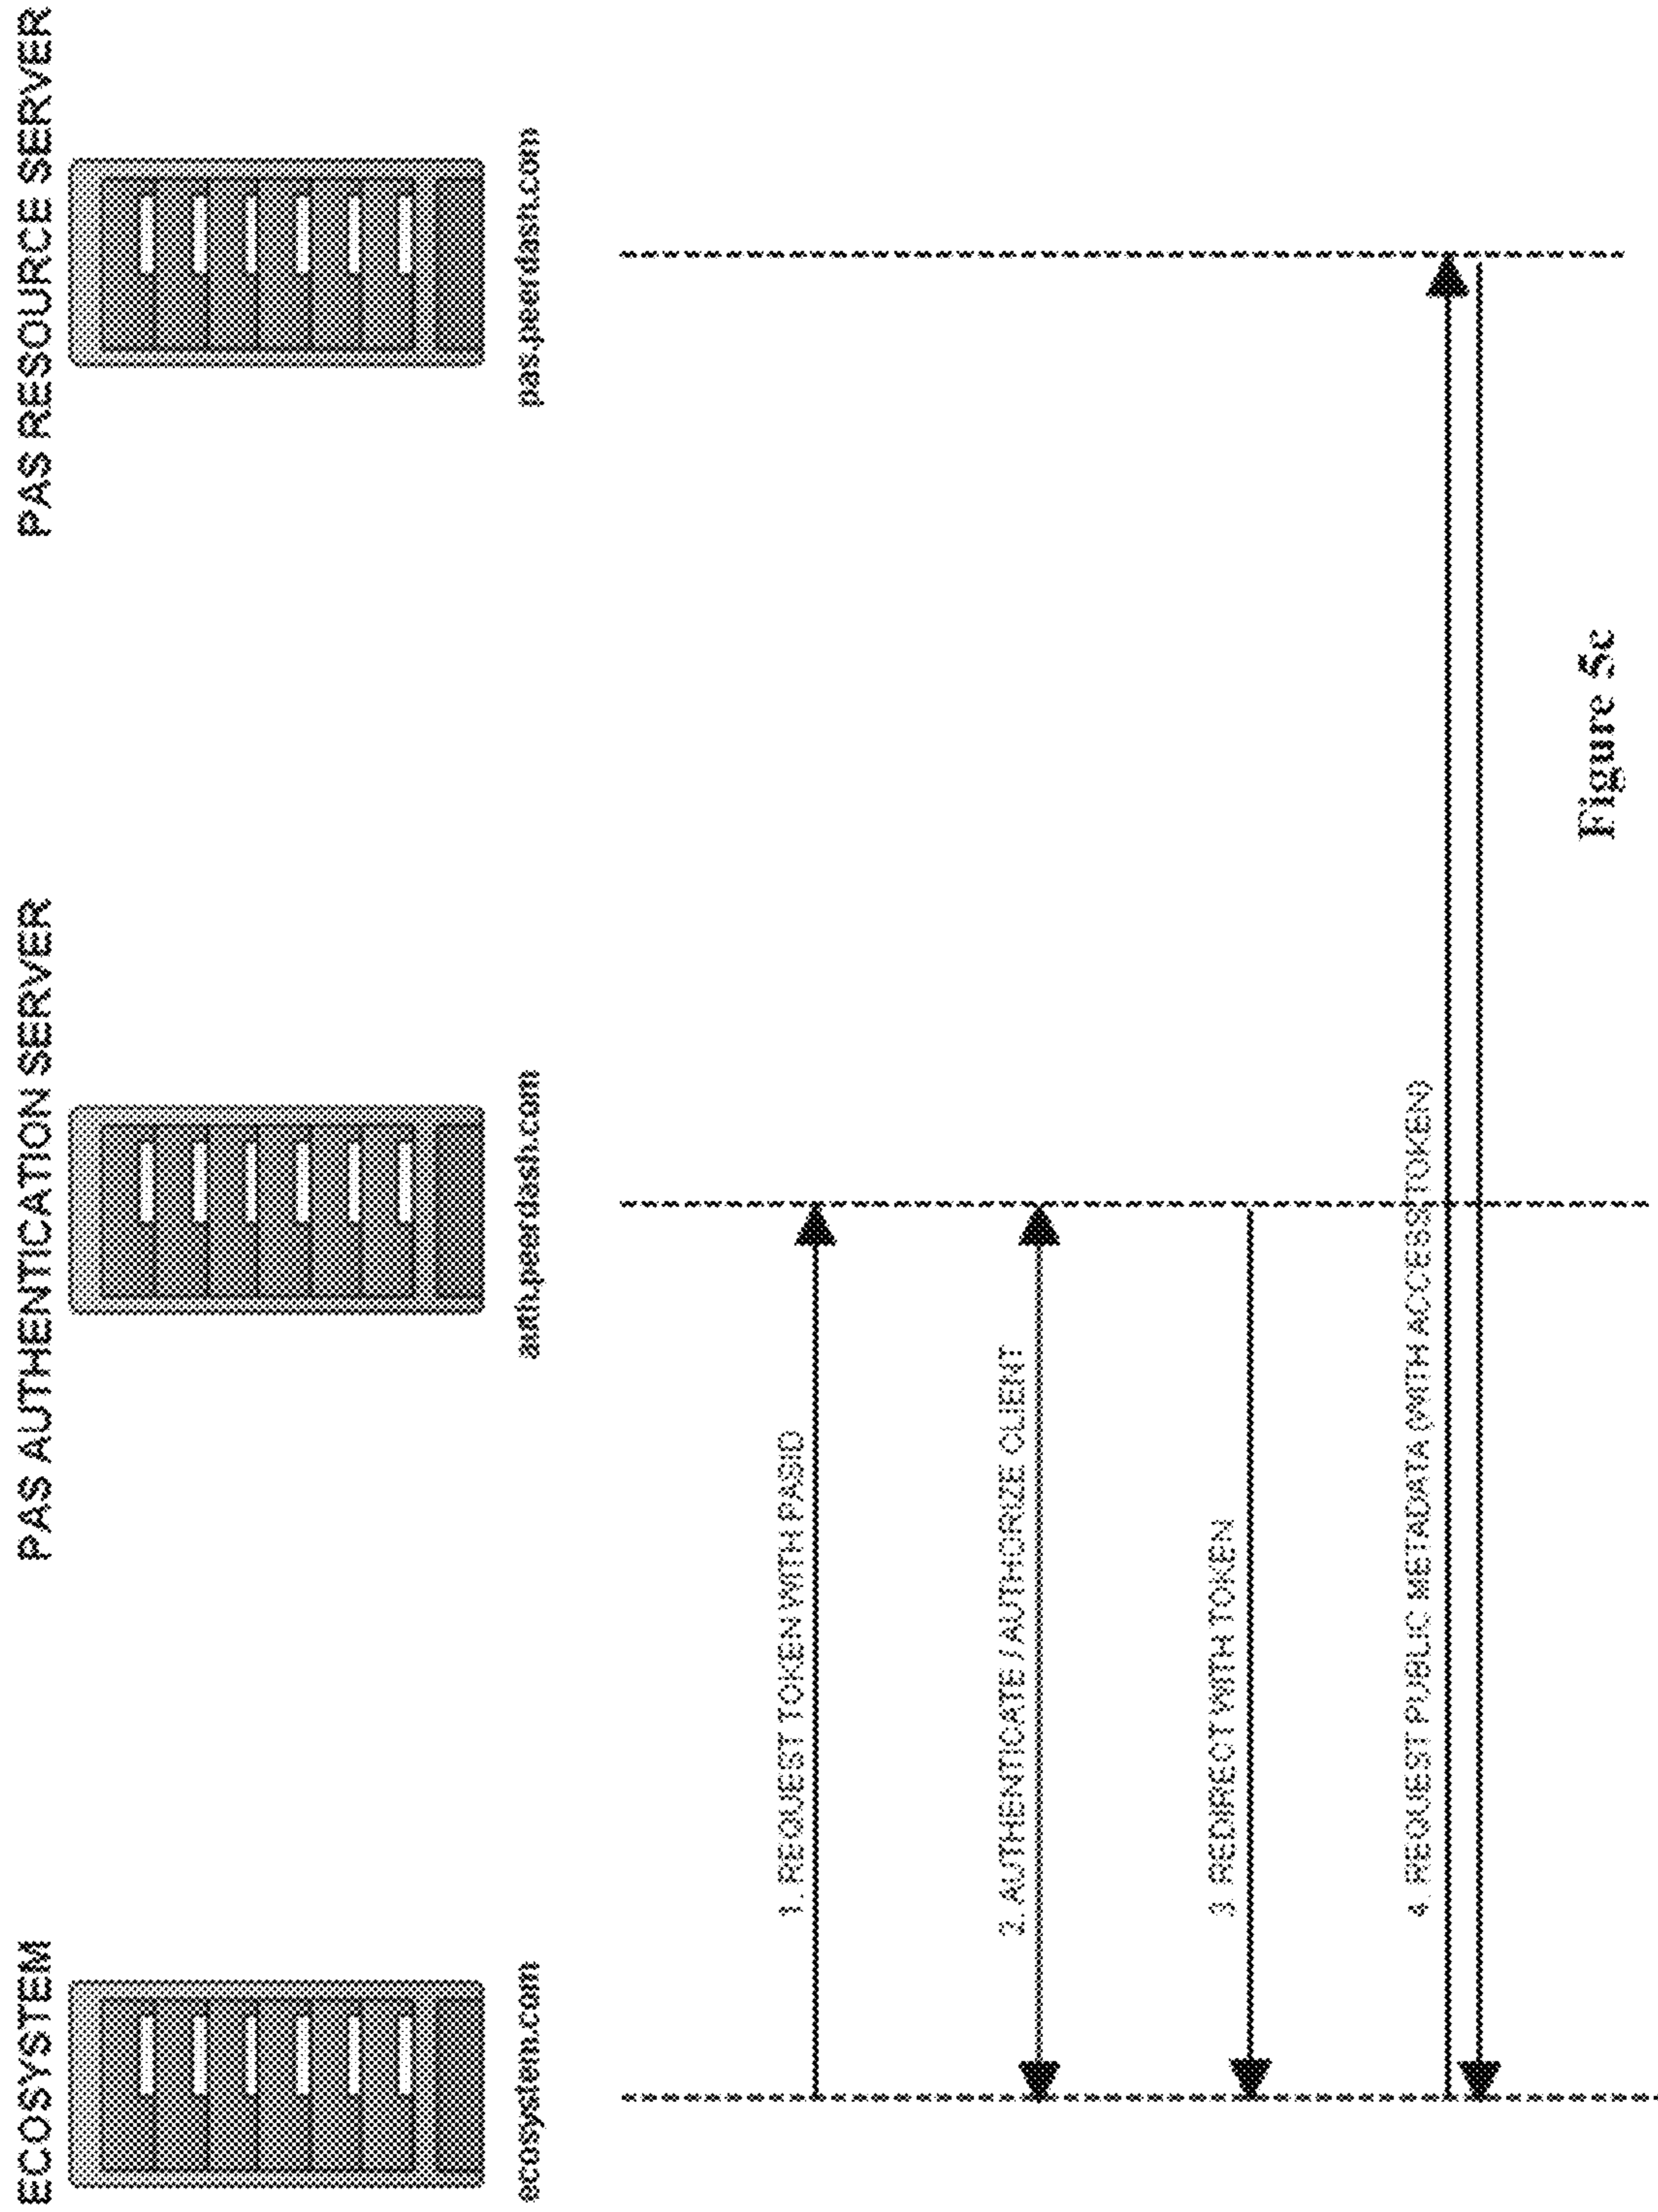 ECOSYSTEM
PAS AUTHENTICATION SERVER
PAS RESOURCE SERVER
ecosystem.com
auth.peerdash.com
pas.peerdash.com
1. REQUEST TOKEN WITH PASID
2. AUTHENTICATE / AUTHORIZE CLIENT
3. REDIRECT WITH TOKEN
4. REQUEST PUBLIC METADATA (WITH ACCESS TOKEN)
Figure 5c